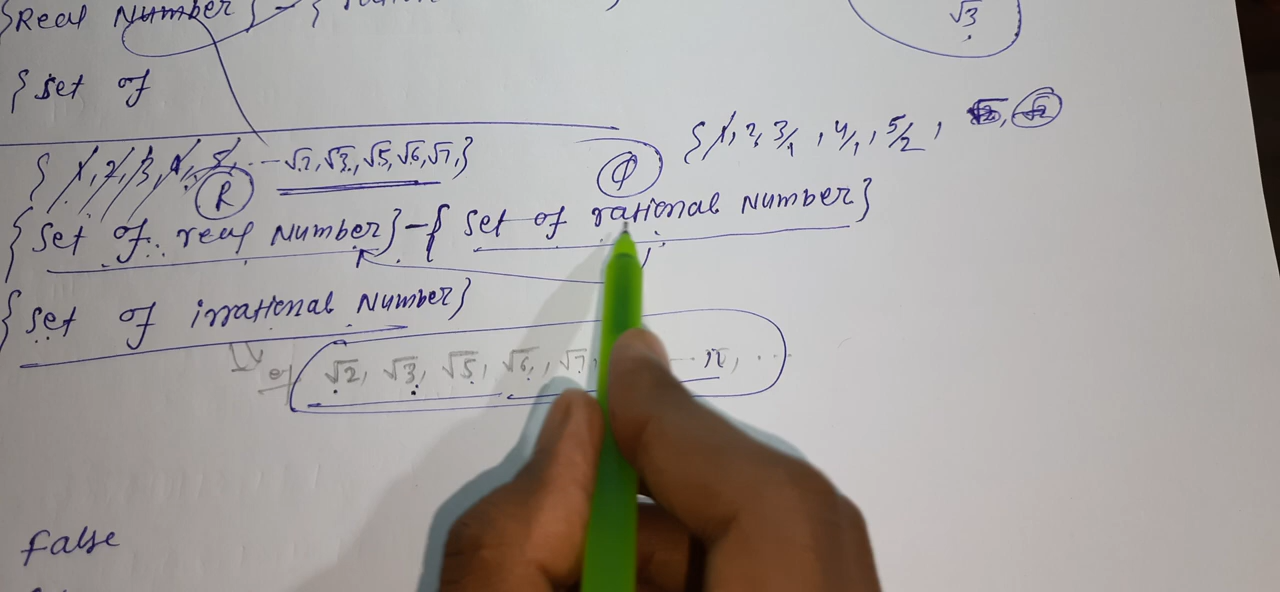 {Real Number} - {
√3
{set of
{1, 2, 3/1, 4/1, 5/2, √2
{1, 2, 3, 4, 5, ... √2, √3, √5, √6, √7,}
R
Q
{set of real Number} - { set of rational Number}
{set of irrational Number}
√2, √3, √5, √6, √7, ... π, ...
false